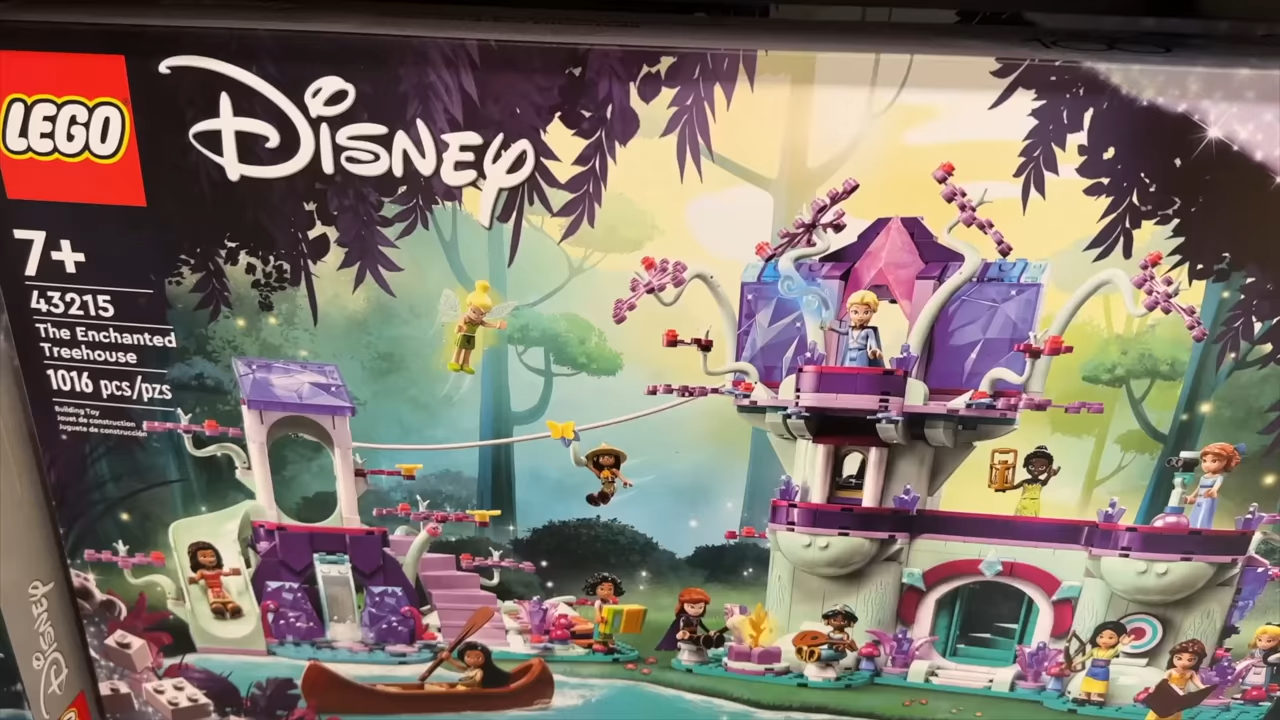 LEGO
DISNEY
7+
43215
The Enchanted
Treehouse
1016 pcs/pzs
Building Toy
Jouet de construction
Juguete de construcción
DISNEY